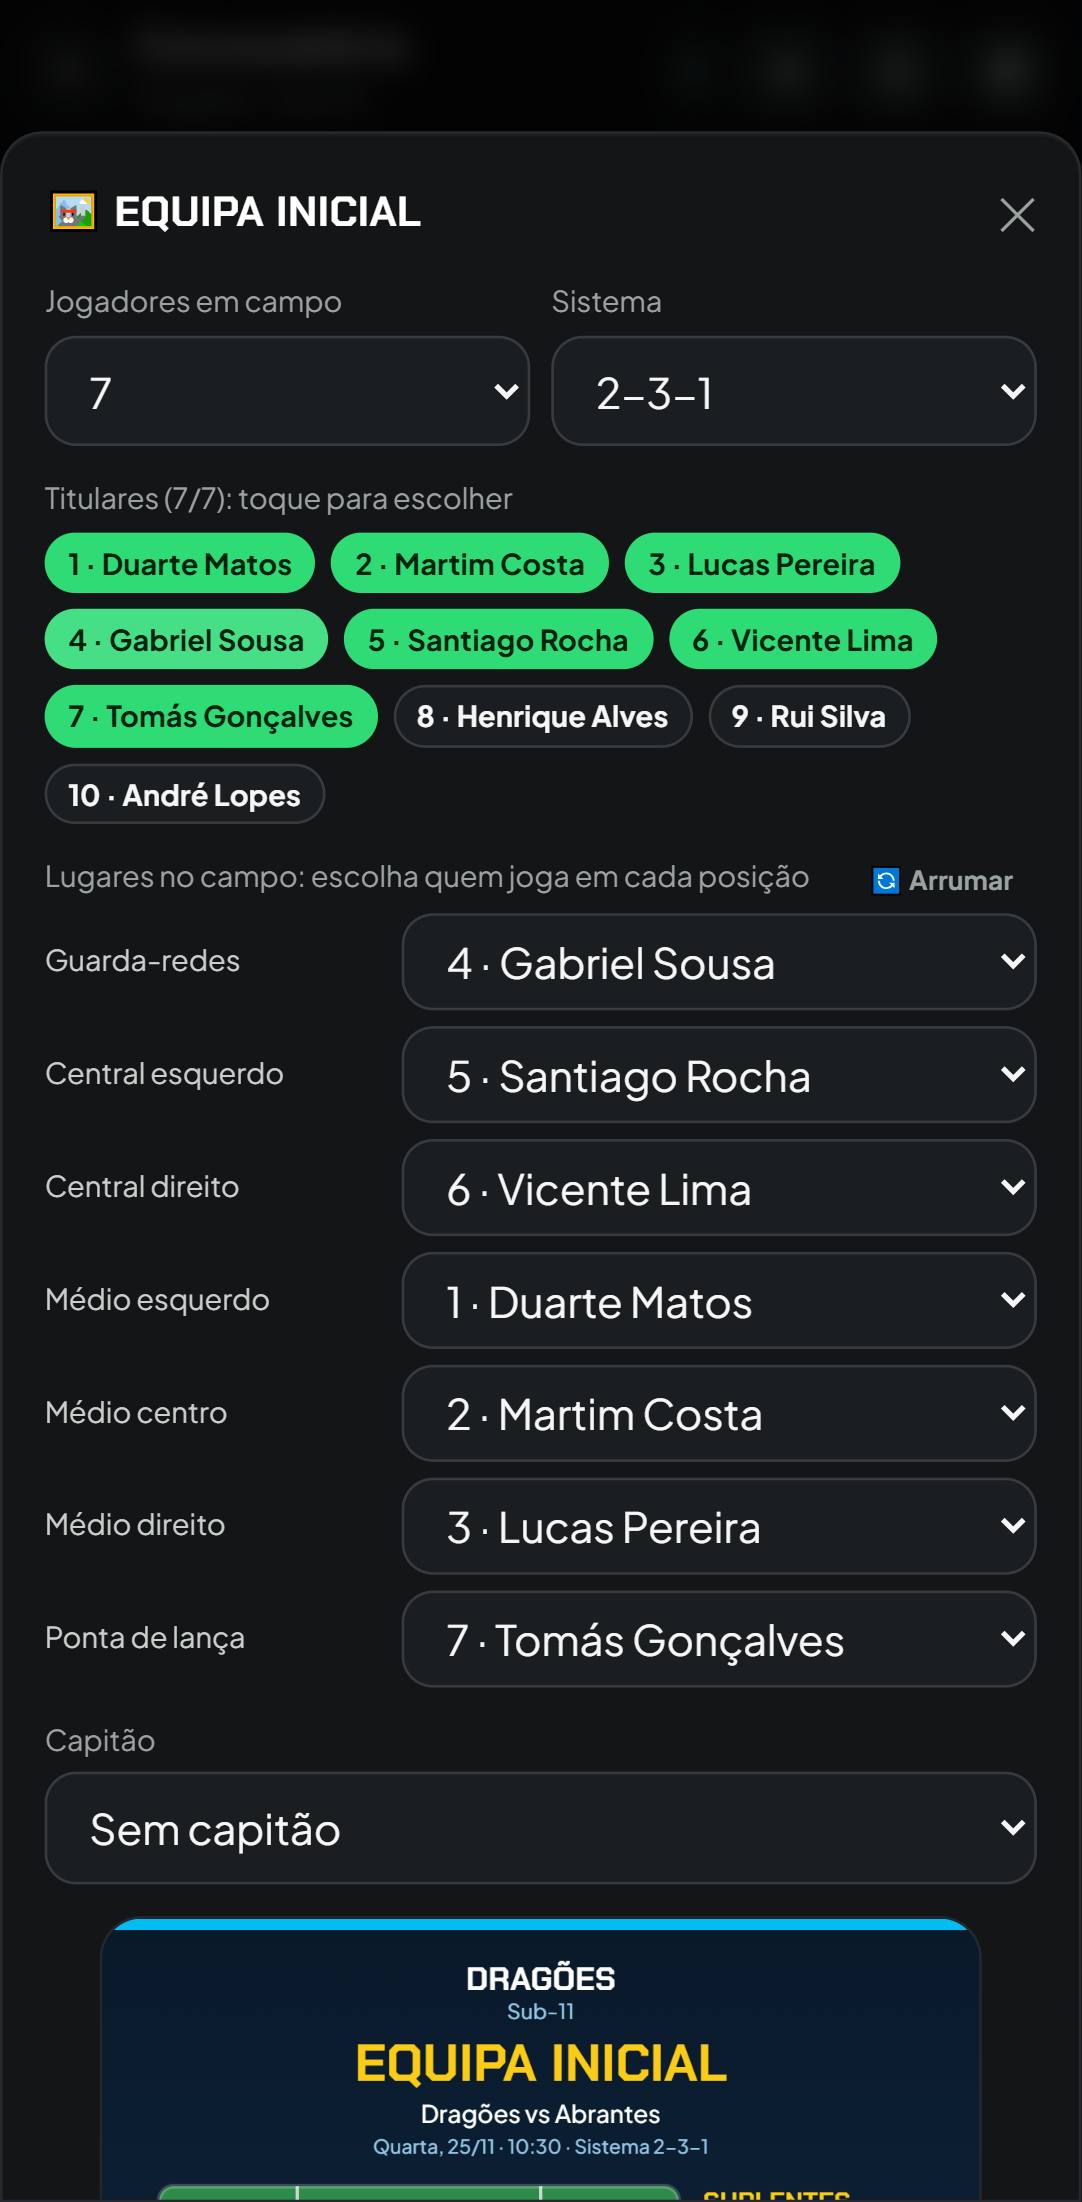 EQUIPA INICIAL
Jogadores em campo
Sistema
7
2–3–1
Titulares (7/7): toque para escolher
1 · Duarte Matos
2 · Martim Costa
3 · Lucas Pereira
4 · Gabriel Sousa
5 · Santiago Rocha
6 · Vicente Lima
7 · Tomás Gonçalves
8 · Henrique Alves
9 · Rui Silva
10 · André Lopes
Lugares no campo: escolha quem joga em cada posição
Arrumar
Guarda-redes
4 · Gabriel Sousa
Central esquerdo
5 · Santiago Rocha
Central direito
6 · Vicente Lima
Médio esquerdo
1 · Duarte Matos
Médio centro
2 · Martim Costa
Médio direito
3 · Lucas Pereira
Ponta de lança
7 · Tomás Gonçalves
Capitão
Sem capitão
DRAGÕES
Sub-11
EQUIPA INICIAL
Dragões vs Abrantes
Quarta, 25/11 · 10:30 · Sistema 2–3–1
SUPLENTES